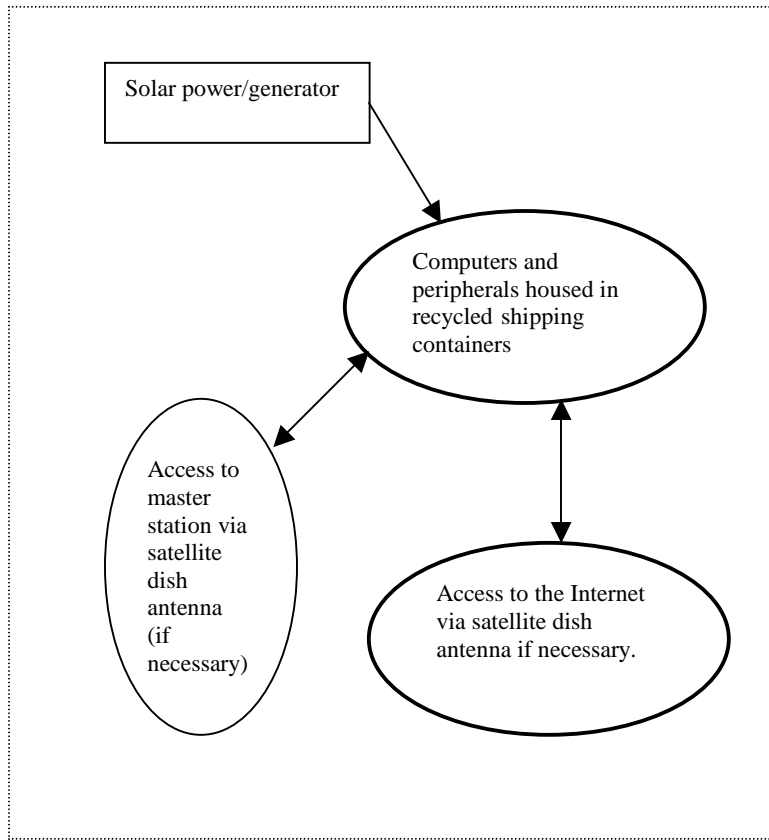 Solar power/generator
Computers and
peripherals housed in
recycled shipping
containers
Access to
master
station via
satellite
dish
antenna
(if
necessary)
Access to the Internet
via satellite dish
antenna if necessary.